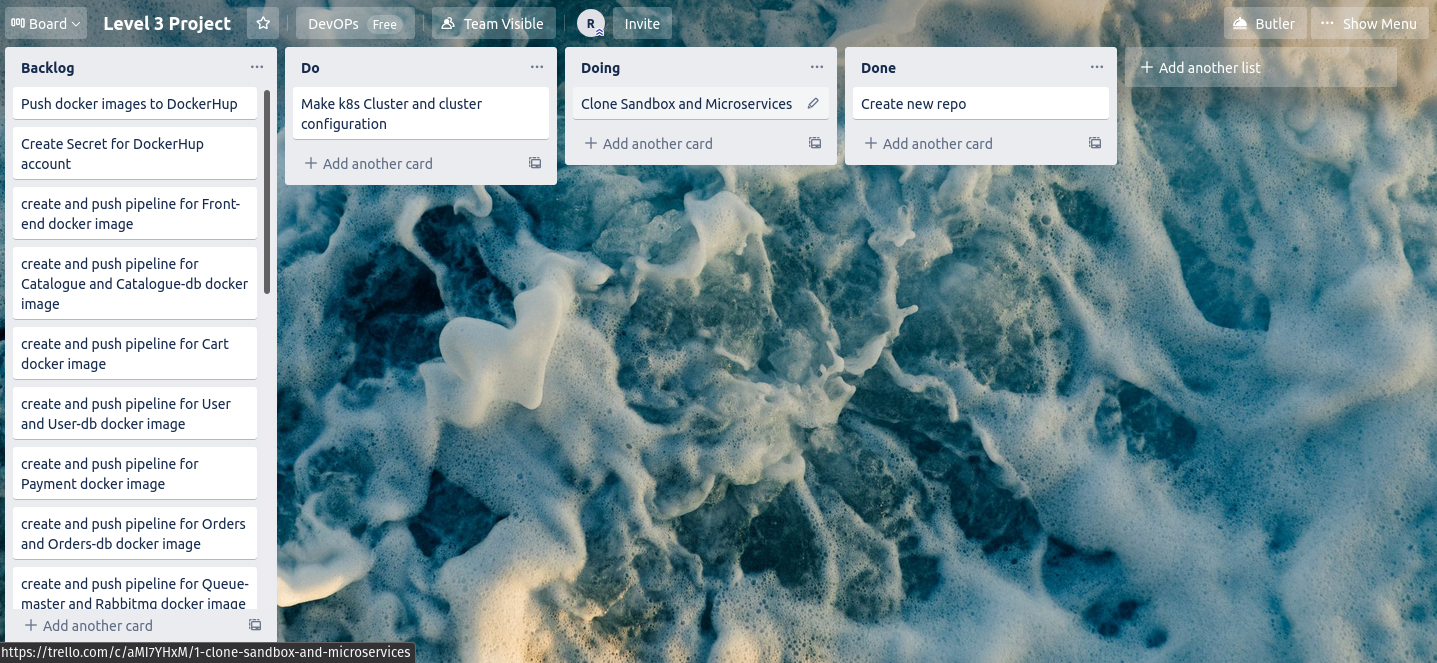 Board
Level 3 Project
DevOPs Free
Team Visible
R
Invite
Butler
··· Show Menu
Backlog ···
Push docker images to DockerHup
Create Secret for DockerHup
account
create and push pipeline for Front-
end docker image
create and push pipeline for
Catalogue and Catalogue-db docker
image
create and push pipeline for Cart
docker image
create and push pipeline for User
and User-db docker image
create and push pipeline for
Payment docker image
create and push pipeline for Orders
and Orders-db docker image
create and push pipeline for Queue-
master and Rabbitmq docker image
+ Add another card
Do ···
Make k8s Cluster and cluster
configuration
+ Add another card
Doing ···
Clone Sandbox and Microservices
+ Add another card
Done ···
Create new repo
+ Add another card
+ Add another list
https://trello.com/c/aMI7YHxM/1-clone-sandbox-and-microservices